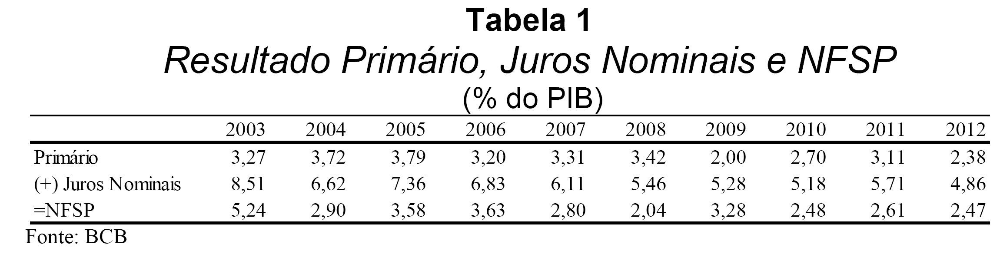 Tabela 1
Resultado Primário, Juros Nominais e NFSP
(% do PIB)
2003 2004 2005 2006 2007 2008 2009 2010 2011 2012
Primário 3,27 3,72 3,79 3,20 3,31 3,42 2,00 2,70 3,11 2,38
(+) Juros Nominais 8,51 6,62 7,36 6,83 6,11 5,46 5,28 5,18 5,71 4,86
=NFSP 5,24 2,90 3,58 3,63 2,80 2,04 3,28 2,48 2,61 2,47
Fonte: BCB